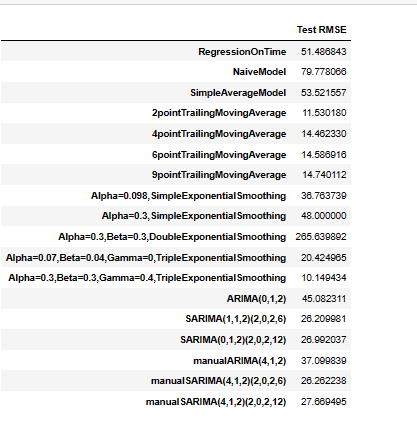 Test RMSE
RegressionOnTime 51.486843
NaiveModel 79.778066
SimpleAverageModel 53.521557
2pointTrailingMovingAverage 11.530180
4pointTrailingMovingAverage 14.462330
6pointTrailingMovingAverage 14.586916
9pointTrailingMovingAverage 14.740112
Alpha=0.098,SimpleExponentialSmoothing 36.763739
Alpha=0.3,SimpleExponentialSmoothing 48.000000
Alpha=0.3,Beta=0.3,DoubleExponentialSmoothing 265.639892
Alpha=0.07,Beta=0.04,Gamma=0,TripleExponentialSmoothing 20.424965
Alpha=0.3,Beta=0.3,Gamma=0.4,TripleExponentialSmoothing 10.149434
ARIMA(0,1,2) 45.082311
SARIMA(1,1,2)(2,0,2,6) 26.209981
SARIMA(0,1,2)(2,0,2,12) 26.992037
manualARIMA(4,1,2) 37.099839
manualSARIMA(4,1,2)(2,0,2,6) 26.262238
manualSARIMA(4,1,2)(2,0,2,12) 27.669495